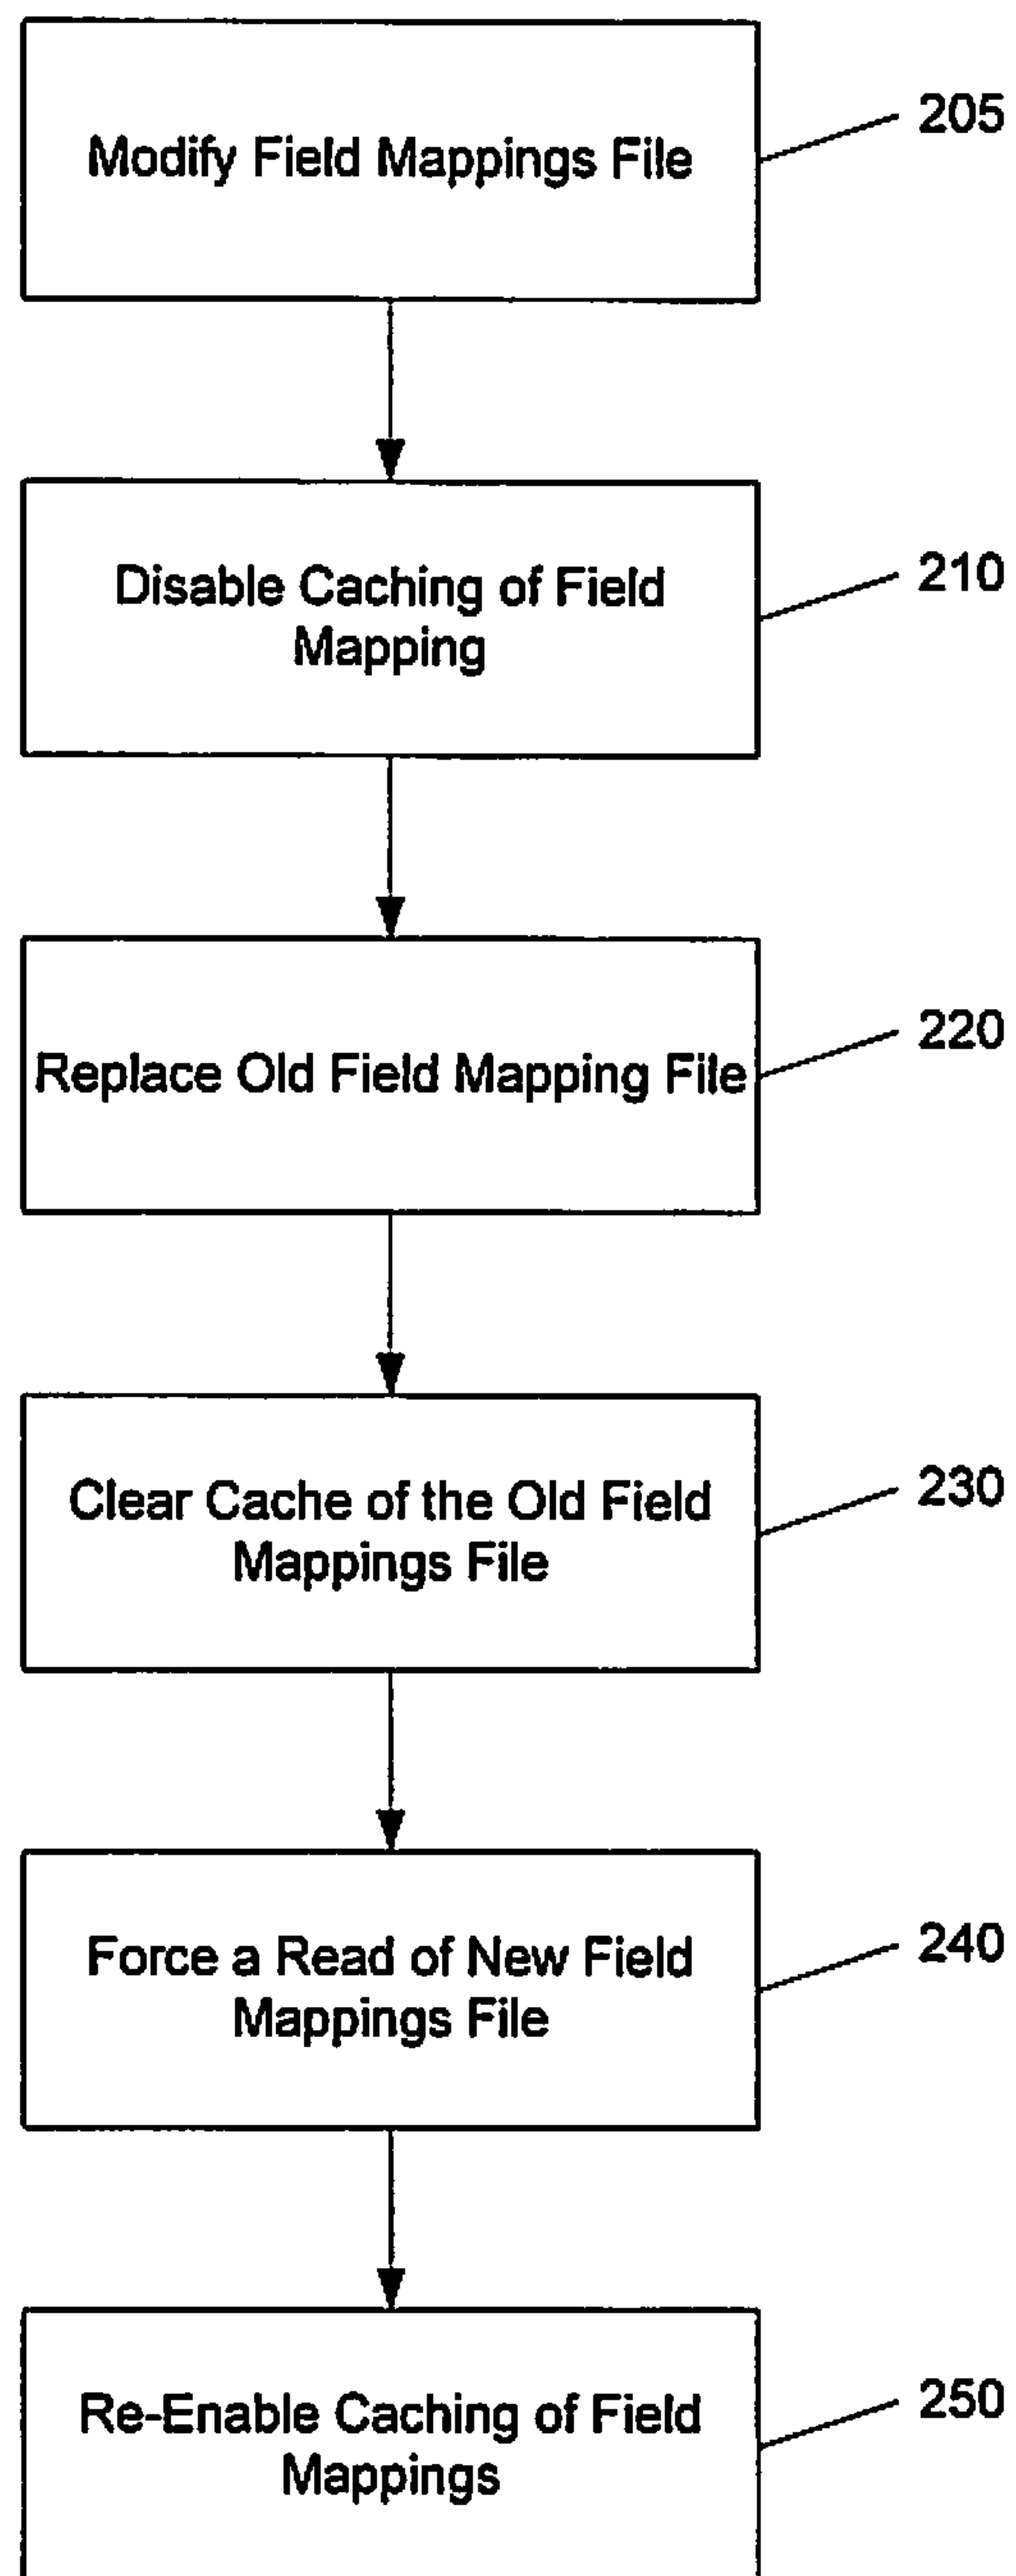 Modify Field Mappings File
205
Disable Caching of Field
Mapping
210
Replace Old Field Mapping File
220
Clear Cache of the Old Field
Mappings File
230
Force a Read of New Field
Mappings File
240
Re-Enable Caching of Field
Mappings
250